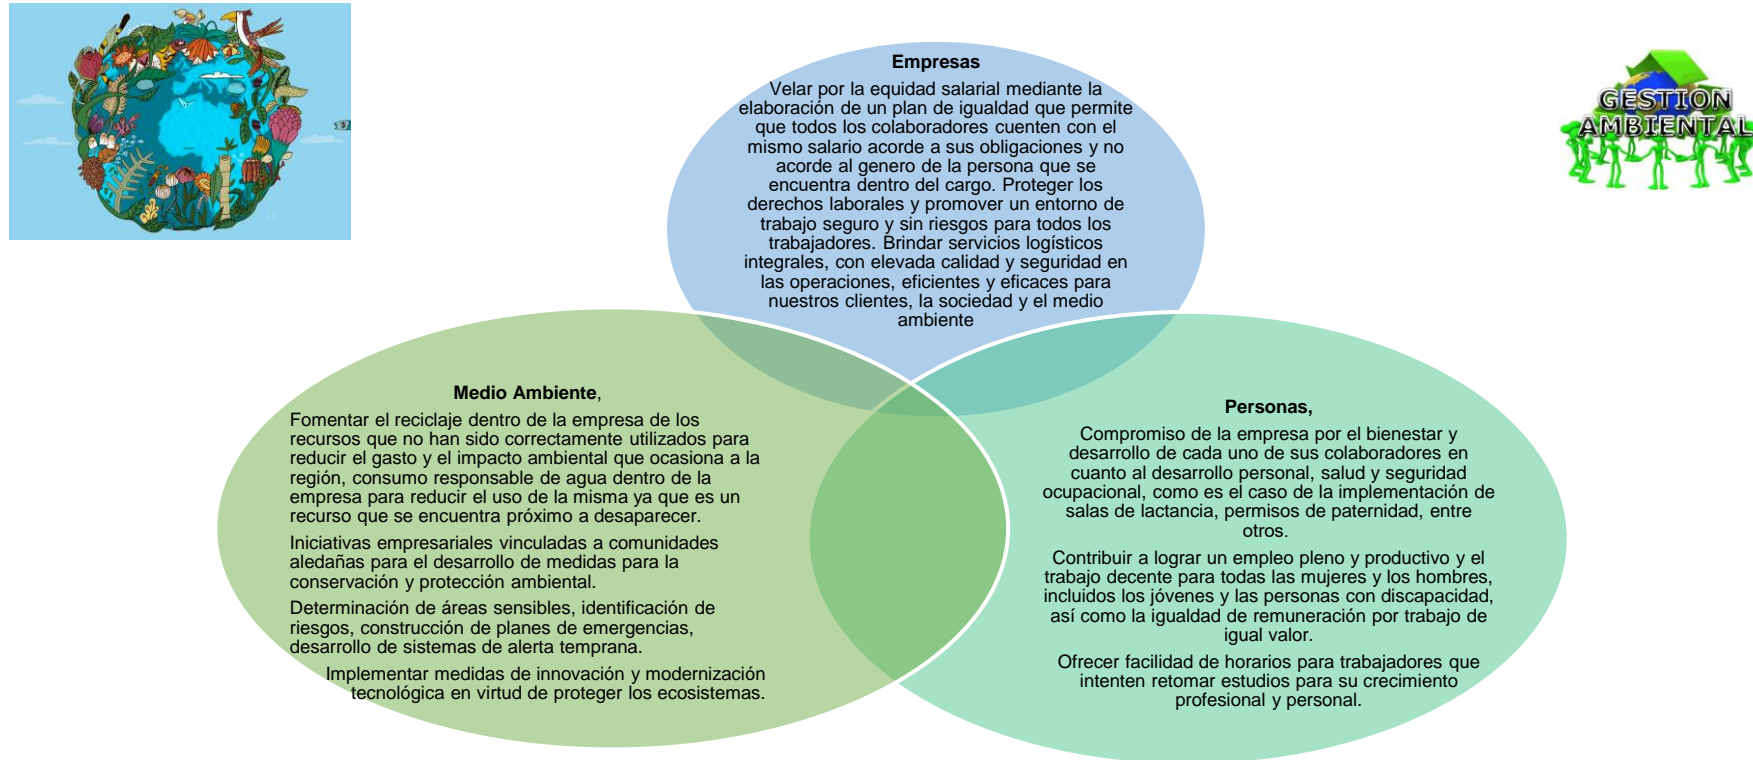 Empresas
Velar por la equidad salarial mediante la
elaboración de un plan de igualdad que permite
que todos los colaboradores cuenten con el
mismo salario acorde a sus obligaciones y no
acorde al genero de la persona que se
encuentra dentro del cargo. Proteger los
derechos laborales y promover un entorno de
trabajo seguro y sin riesgos para todos los
trabajadores. Brindar servicios logísticos
integrales, con elevada calidad y seguridad en
las operaciones, eficientes y eficaces para
nuestros clientes, la sociedad y el medio
ambiente
GESTION
AMBIENTAL
Medio Ambiente,
Fomentar el reciclaje dentro de la empresa de los
recursos que no han sido correctamente utilizados para
reducir el gasto y el impacto ambiental que ocasiona a la
región, consumo responsable de agua dentro de la
empresa para reducir el uso de la misma ya que es un
recurso que se encuentra próximo a desaparecer.
Iniciativas empresariales vinculadas a comunidades
aledañas para el desarrollo de medidas para la
conservación y protección ambiental.
Determinación de áreas sensibles, identificación de
riesgos, construcción de planes de emergencias,
desarrollo de sistemas de alerta temprana.
Implementar medidas de innovación y modernización
tecnológica en virtud de proteger los ecosistemas.
Personas,
Compromiso de la empresa por el bienestar y
desarrollo de cada uno de sus colaboradores en
cuanto al desarrollo personal, salud y seguridad
ocupacional, como es el caso de la implementación de
salas de lactancia, permisos de paternidad, entre
otros.
Contribuir a lograr un empleo pleno y productivo y el
trabajo decente para todas las mujeres y los hombres,
incluidos los jóvenes y las personas con discapacidad,
así como la igualdad de remuneración por trabajo de
igual valor.
Ofrecer facilidad de horarios para trabajadores que
intenten retomar estudios para su crecimiento
profesional y personal.